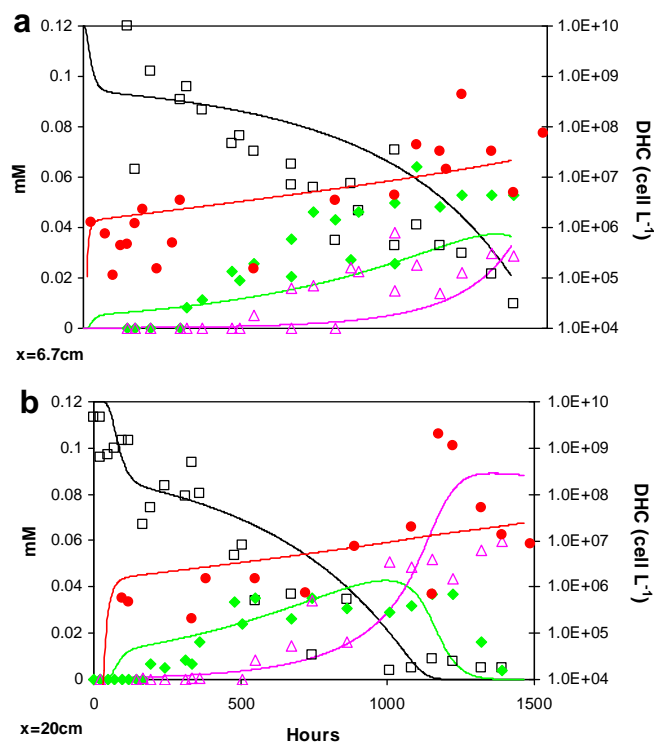 a
0.12
0.1
0.08
0.06
0.04
0.02
0
mM
1.0E+10
1.0E+09
1.0E+08
1.0E+07
1.0E+06
1.0E+05
1.0E+04
DHC (cell L⁻¹)
x=6.7cm
b
0.12
0.1
0.08
0.06
0.04
0.02
0
mM
1.0E+10
1.0E+09
1.0E+08
1.0E+07
1.0E+06
1.0E+05
1.0E+04
DHC (cell L⁻¹)
0 500 1000 1500
Hours
x=20cm